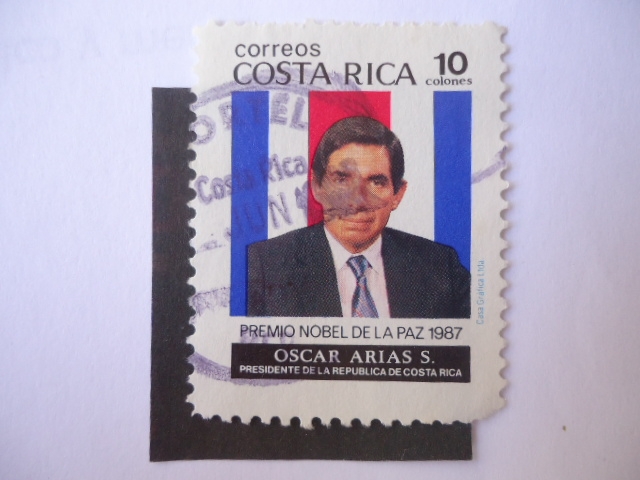 correos
COSTA RICA 10
colones
Costa Rica
JUN
Casa Gráfica Ltda
PREMIO NOBEL DE LA PAZ 1987
OSCAR ARIAS S.
PRESIDENTE DE LA REPUBLICA DE COSTA RICA